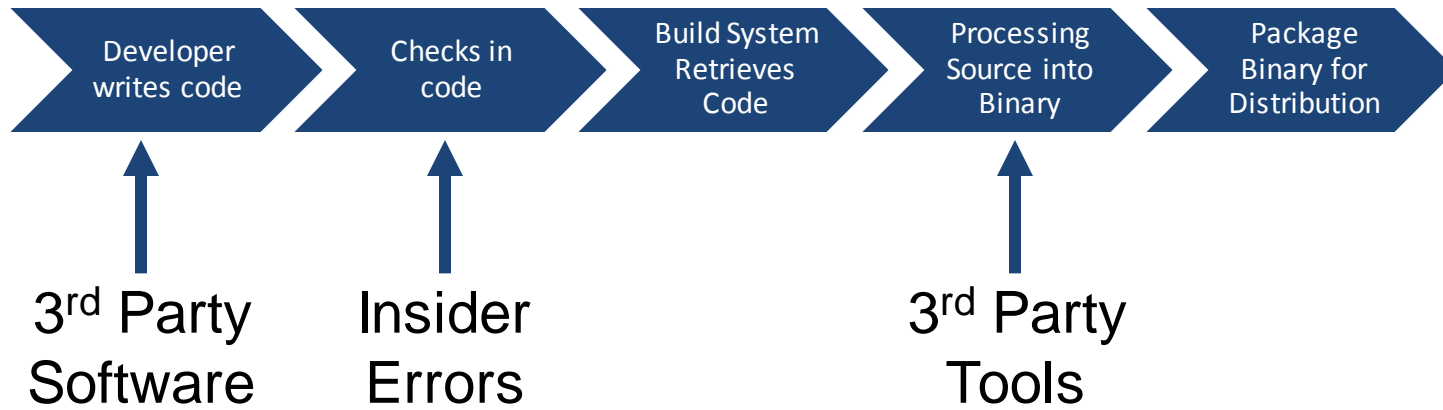 Developer
writes code
Checks in
code
Build System
Retrieves
Code
Processing
Source into
Binary
Package
Binary for
Distribution
3rd Party
Software
Insider
Errors
3rd Party
Tools